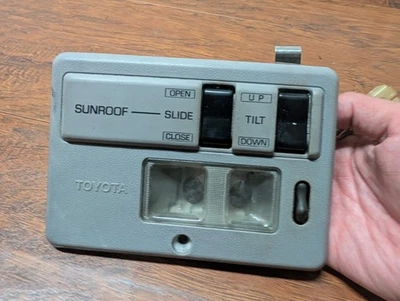 OPEN
UP
SUNROOF — SLIDE
TILT
CLOSE
DOWN
TOYOTA